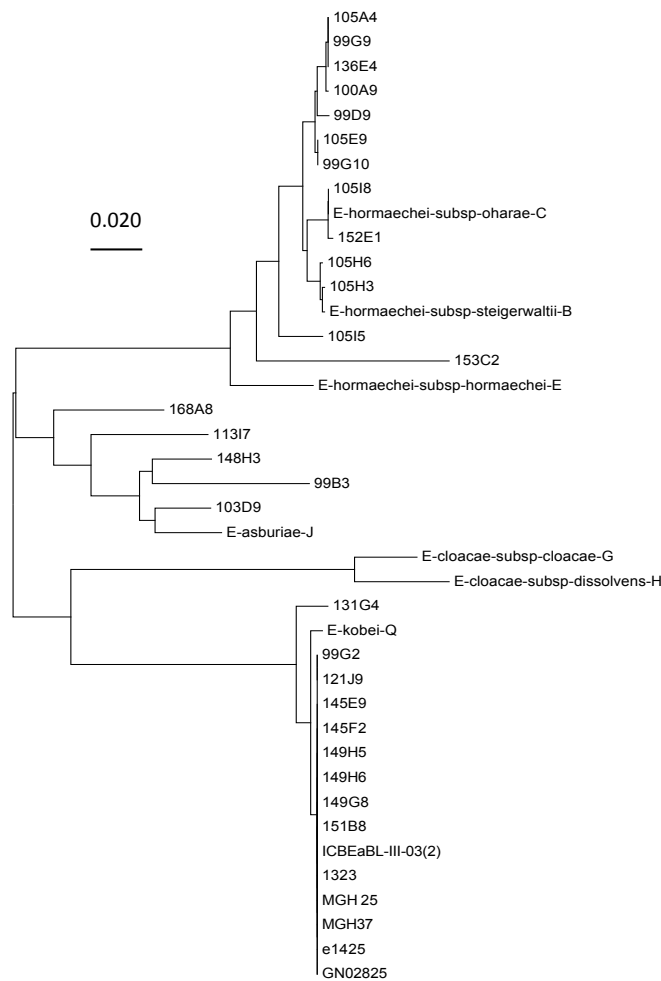 105A4
99G9
136E4
100A9
99D9
105E9
99G10
105I8
0.020
E-hormaechei-subsp-oharae-C
152E1
105H6
105H3
E-hormaechei-subsp-steigerwaltii-B
105I5
153C2
E-hormaechei-subsp-hormaechei-E
168A8
113I7
148H3
99B3
103D9
E-asburiae-J
E-cloacae-subsp-cloacae-G
E-cloacae-subsp-dissolvens-H
131G4
E-kobei-Q
99G2
121J9
145E9
145F2
149H5
149H6
149G8
151B8
ICBEaBL-III-03(2)
1323
MGH 25
MGH37
e1425
GN02825